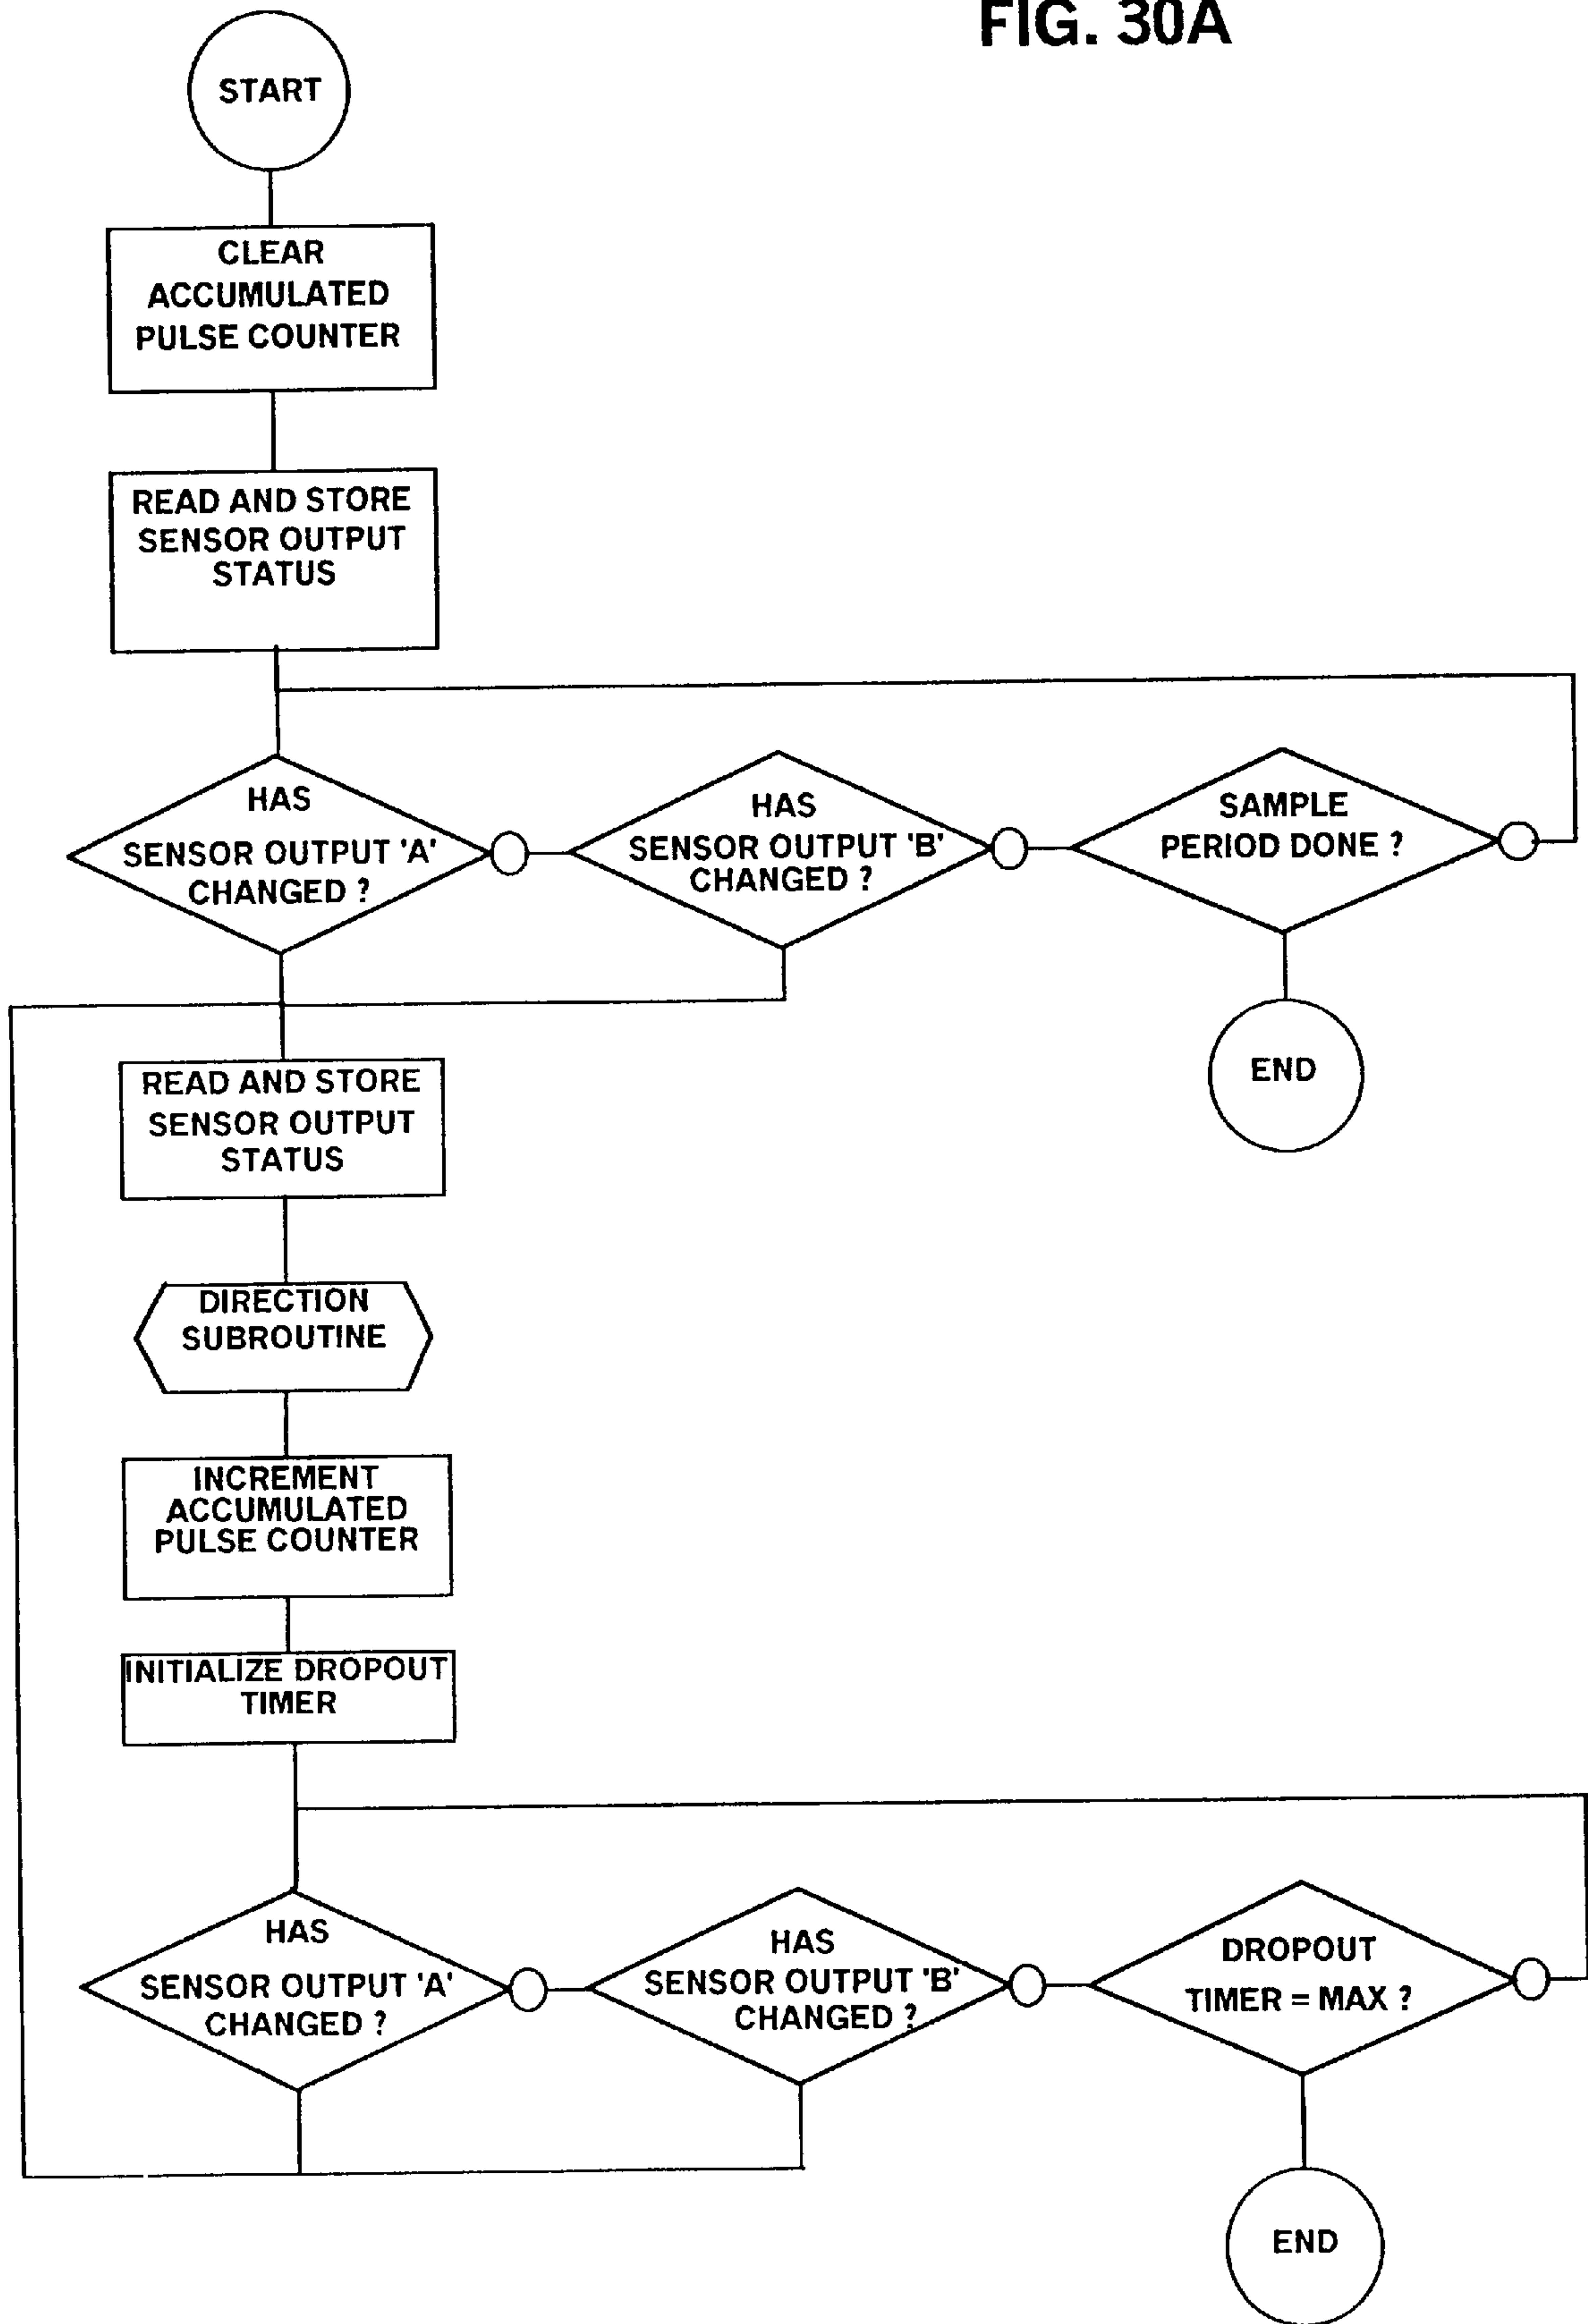 FIG. 30A
START
CLEAR
ACCUMULATED
PULSE COUNTER
READ AND STORE
SENSOR OUTPUT
STATUS
HAS
SENSOR OUTPUT 'A'
CHANGED ?
HAS
SENSOR OUTPUT 'B'
CHANGED ?
SAMPLE
PERIOD DONE ?
END
READ AND STORE
SENSOR OUTPUT
STATUS
DIRECTION
SUBROUTINE
INCREMENT
ACCUMULATED
PULSE COUNTER
INITIALIZE DROPOUT
TIMER
HAS
SENSOR OUTPUT 'A'
CHANGED ?
HAS
SENSOR OUTPUT 'B'
CHANGED ?
DROPOUT
TIMER = MAX ?
END